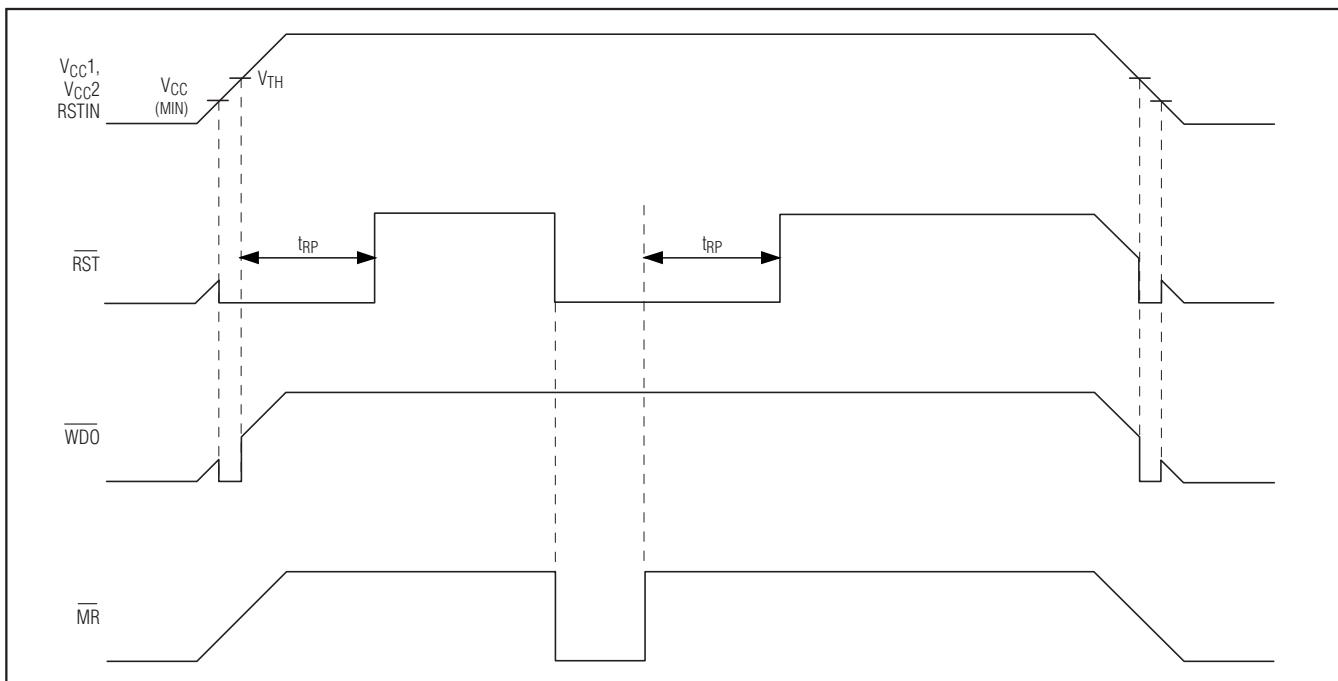 VCC1,
VCC2
RSTIN
VCC
(MIN)
VTH
RST
tRP
tRP
WDO
MR